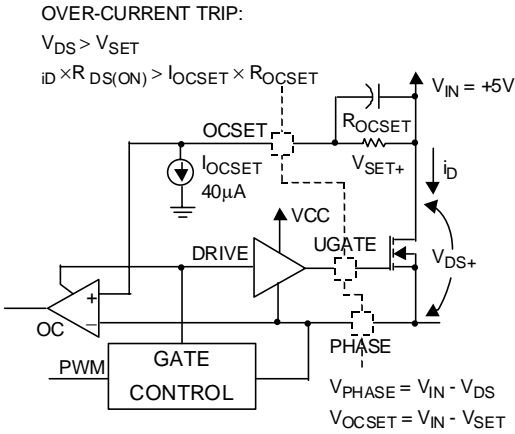 OVER-CURRENT TRIP:
VDS > VSET
iD × RDS(ON) > IOCSET × ROCSET
VIN = +5V
OCSET
ROCSET
IOCSET
40µA
VSET+
iD
VCC
DRIVE
UGATE
VDS+
+
−
OC
PHASE
PWM
GATE
CONTROL
VPHASE = VIN - VDS
VOCSET = VIN - VSET